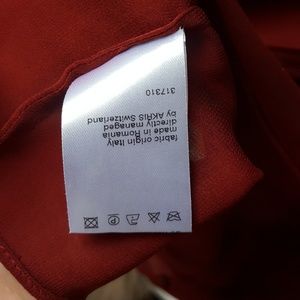 fabric origin Italy
made in Romania
directly managed
by AKRIS Switzerland
317310